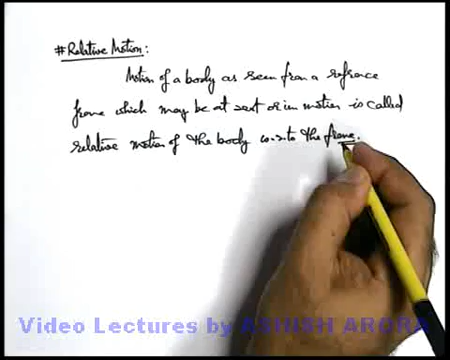 # Relative Motion:
Motion of a body as seen from a refrence
frame which may be at rest or in motion is called
relative motion of the body w.r.to the frame.
Video Lectures by ASHISH ARORA